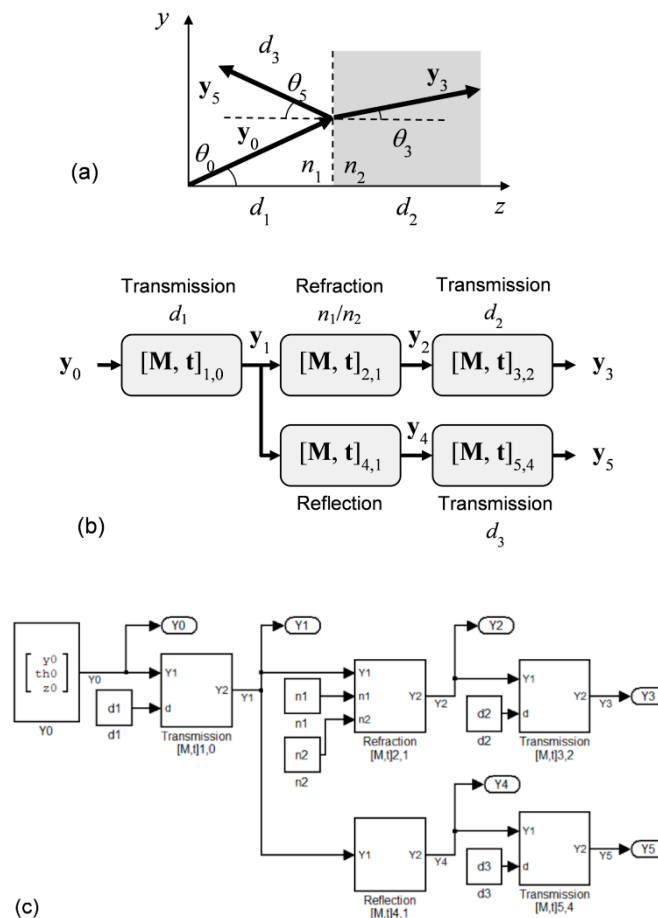 y
d3
y5
θ5
y3
y0
θ3
θ0
n1 n2
(a)
d1
d2
z
Transmission
d1
Refraction
n1/n2
Transmission
d2
y0
[M, t]1,0
y1
[M, t]2,1
y2
[M, t]3,2
y3
[M, t]4,1
y4
[M, t]5,4
y5
Reflection
Transmission
d3
(b)
Y0
Y1
Y2
y0
th0
z0
Y0
Y0
Y1
d
Y2
Y1
d1
d1
Transmission
[M,t]1,0
n1
n1
n2
n2
Y1
n1
n2
Y2
Y2
Refraction
[M,t]2,1
Y1
d
Y2
Y3
Y3
d2
d2
Transmission
[M,t]3,2
Y4
Y1
Y2
Y4
Reflection
[M,t]4,1
Y1
d
Y2
Y5
Y5
d3
d3
Transmission
[M,t]5,4
(c)